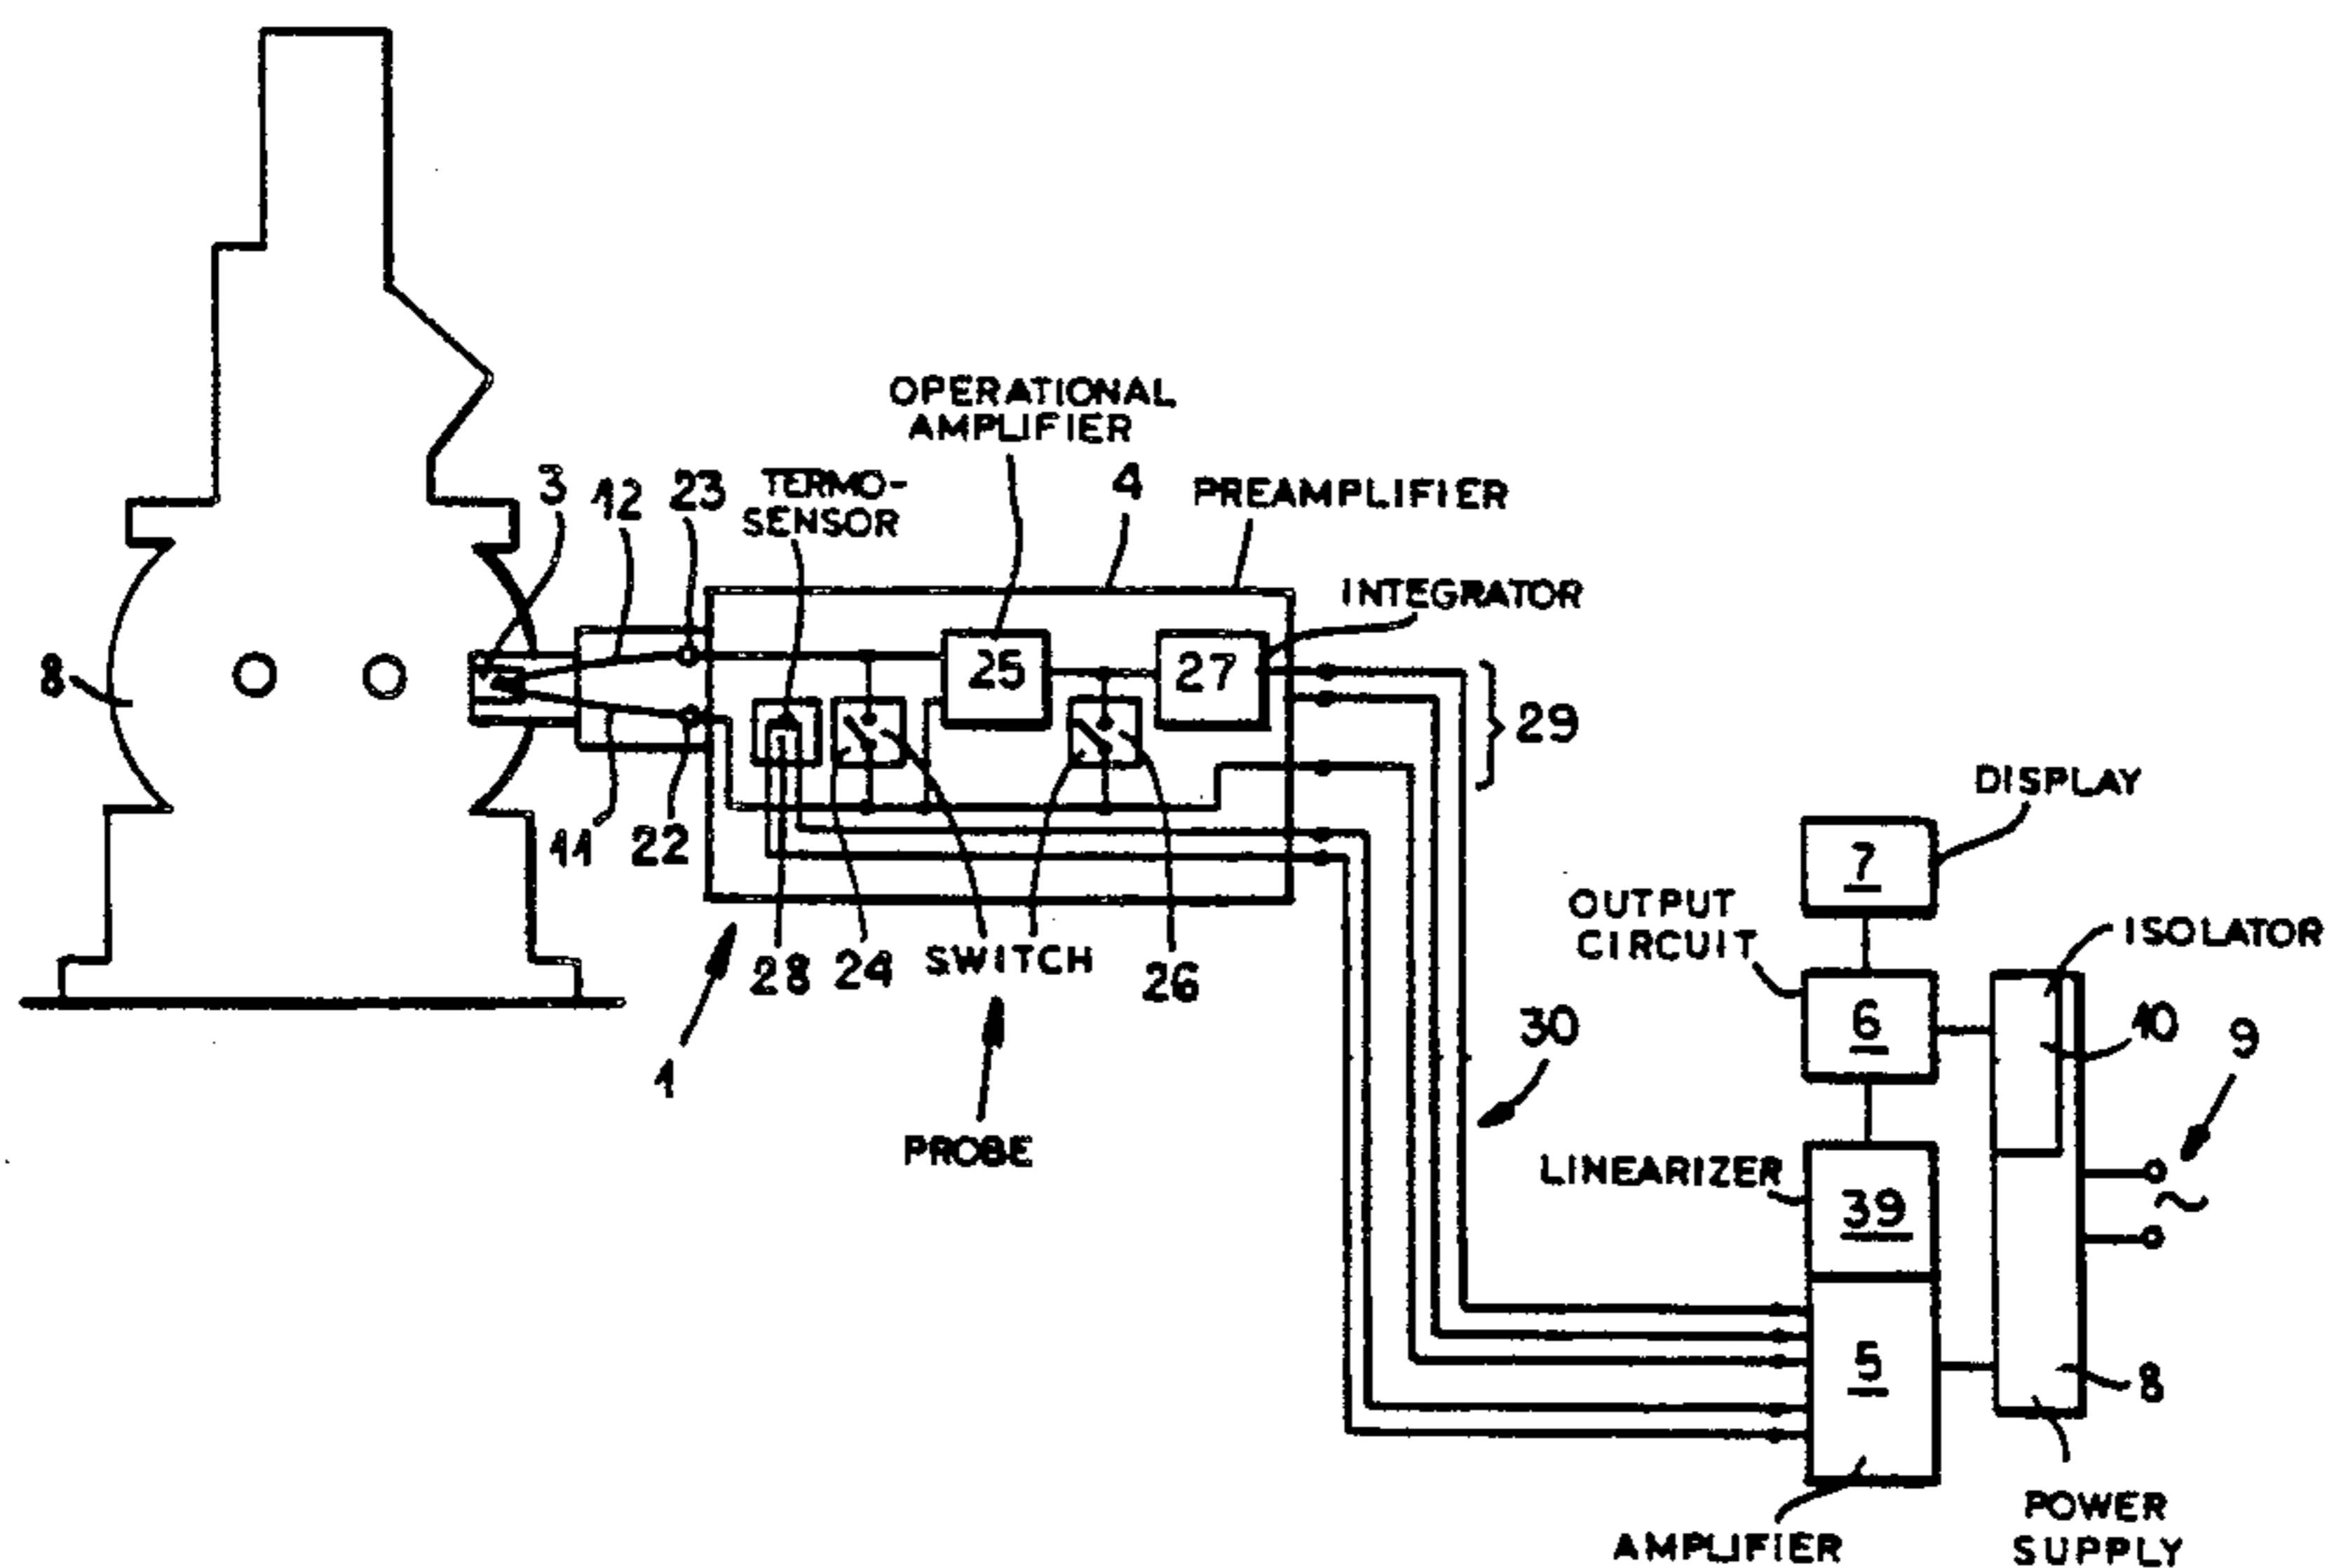 OPERATIONAL
AMPLIFIER
3
12
23
TERMO-
SENSOR
4
PREAMPLIFIER
INTEGRATOR
8
25
27
29
11
22
DISPLAY
7
OUTPUT
CIRCUIT
ISOLATOR
28
24
SWITCH
26
6
10
9
30
1
PROBE
LINEARIZER
39
~
5
8
POWER
SUPPLY
AMPLIFIER